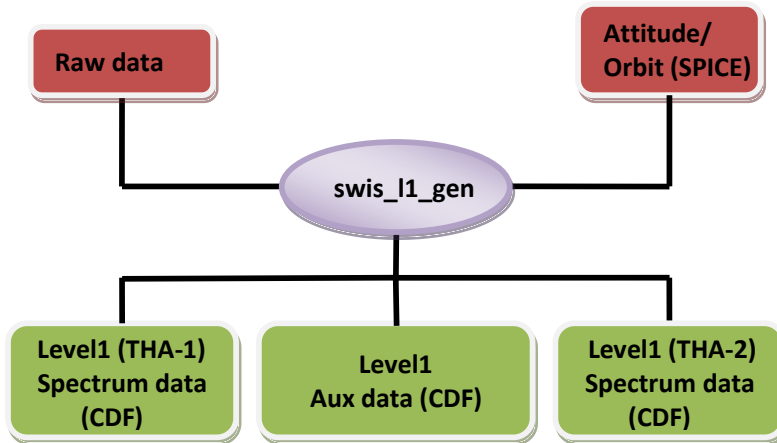 Raw data
Attitude/
Orbit (SPICE)
swis_l1_gen
Level1 (THA-1)
Spectrum data
(CDF)
Level1
Aux data (CDF)
Level1 (THA-2)
Spectrum data
(CDF)